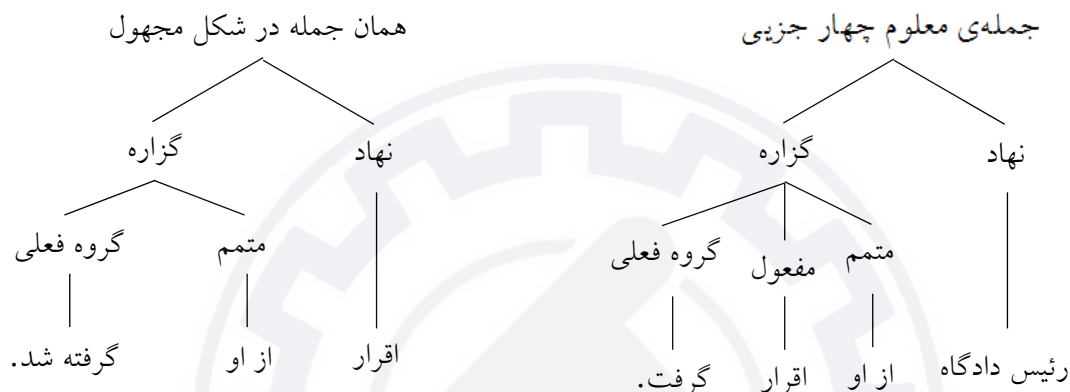 جمله‌ی معلوم چهار جزیی
همان جمله در شکل مجهول
نهاد
گزاره
نهاد
گزاره
متمم
مفعول
گروه فعلی
متمم
گروه فعلی
رئیس دادگاه
از او
اقرار
گرفت.
اقرار
از او
گرفته شد.